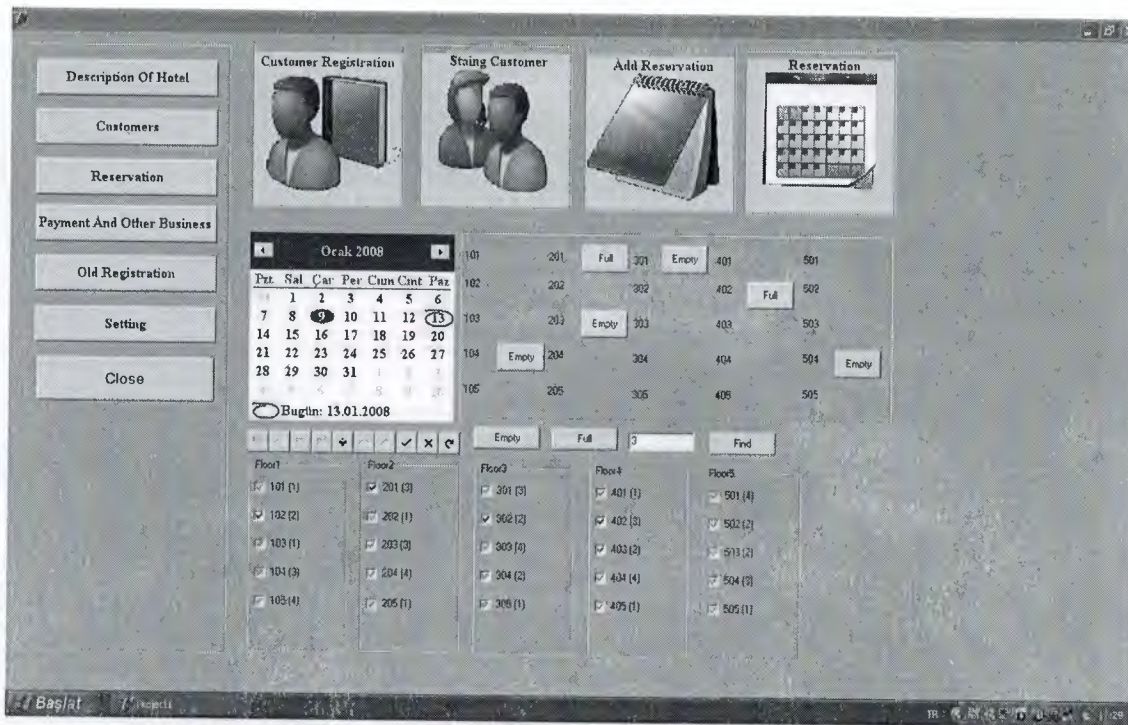 Description Of Hotel
Customers
Reservation
Payment And Other Business
Old Registration
Setting
Close
Customer Registration
Staing Customer
Add Reservation
Reservation
Ocak 2008
Pzt Sal Çar Per Cum Cmt Paz
1 2 3 4 5 6
7 8 9 10 11 12 13
14 15 16 17 18 19 20
21 22 23 24 25 26 27
28 29 30 31
Bugün: 13.01.2008
101 201 Full 301 Empty 401 501
102 202 302 402 Full 502
103 203 Empty 303 403 503
104 Empty 204 304 404 504 Empty
105 205 305 405 505
Empty Full 3 Find
Floor1
101 (1)
102 (2)
103 (1)
104 (3)
105 (4)
Floor2
201 (3)
202 (1)
203 (3)
204 (4)
205 (1)
Floor3
301 (3)
302 (2)
303 (4)
304 (2)
305 (1)
Floor4
401 (1)
402 (3)
403 (2)
404 (4)
405 (1)
Floor5
501 (4)
502 (2)
503 (2)
504 (3)
505 (1)
Başlat
Project1
TR